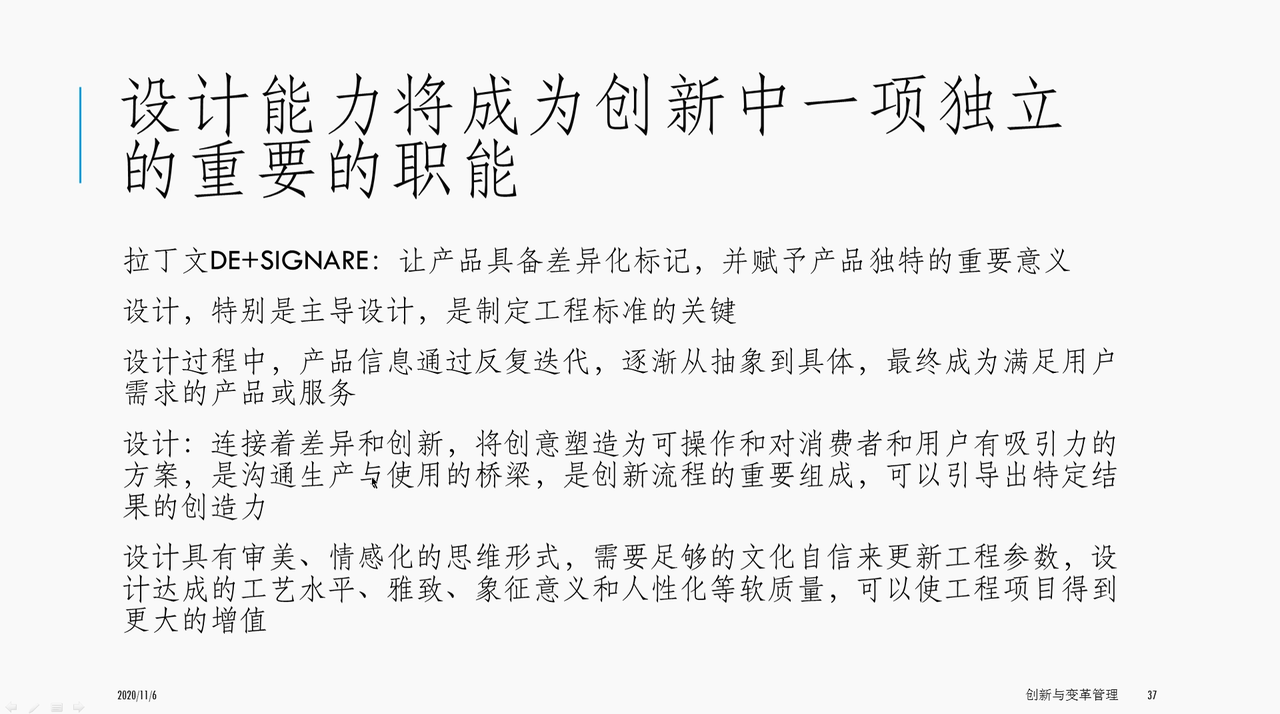 设计能力将成为创新中一项独立
的重要的职能
拉丁文DE+SIGNARE：让产品具备差异化标记，并赋予产品独特的重要意义
设计，特别是主导设计，是制定工程标准的关键
设计过程中，产品信息通过反复迭代，逐渐从抽象到具体，最终成为满足用户
需求的产品或服务
设计：连接着差异和创新，将创意塑造为可操作和对消费者和用户有吸引力的
方案，是沟通生产与使用的桥梁，是创新流程的重要组成，可以引导出特定结
果的创造力
设计具有审美、情感化的思维形式，需要足够的文化自信来更新工程参数，设
计达成的工艺水平、雅致、象征意义和人性化等软质量，可以使工程项目得到
更大的增值
2020/11/6
创新与变革管理
37